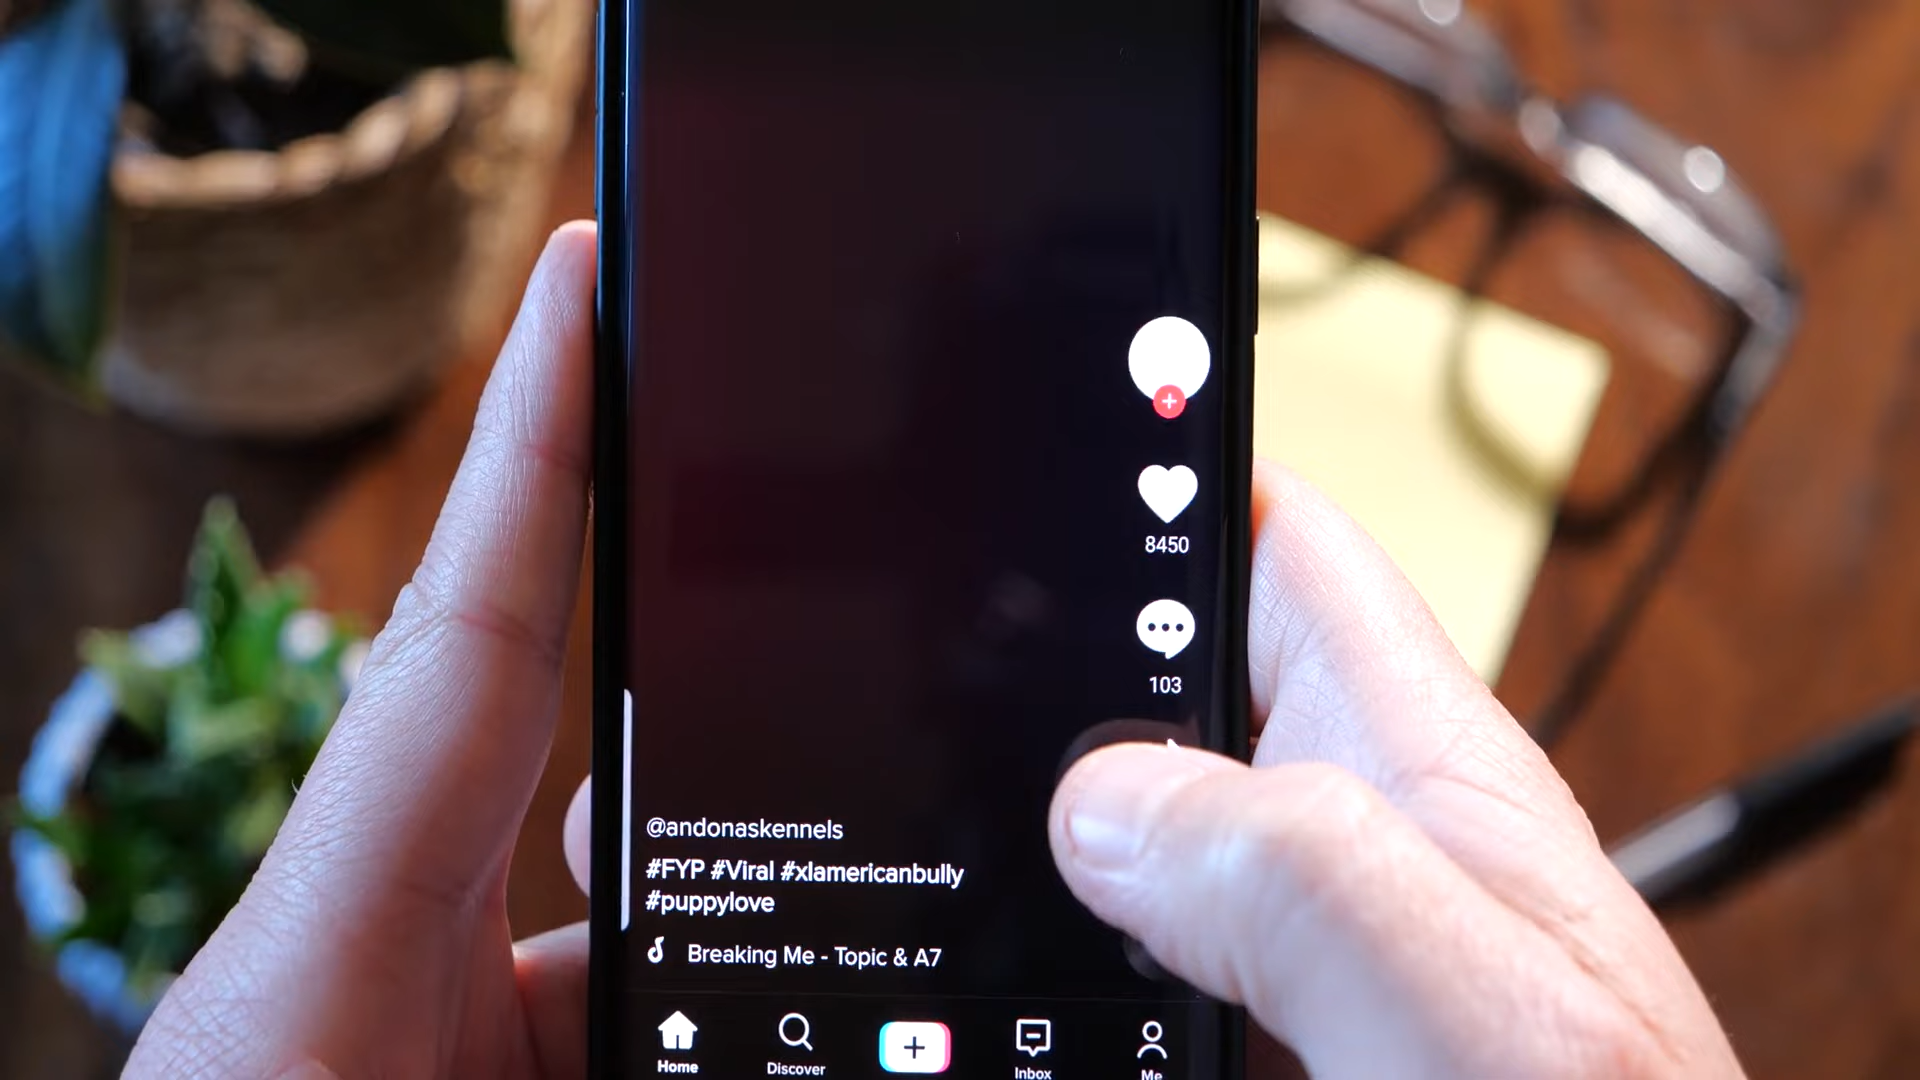 8450
103
@andonaskennels
#FYP #Viral #xlamericanbully
#puppylove
Breaking Me - Topic & A7
Home
Discover
Inbox
Me